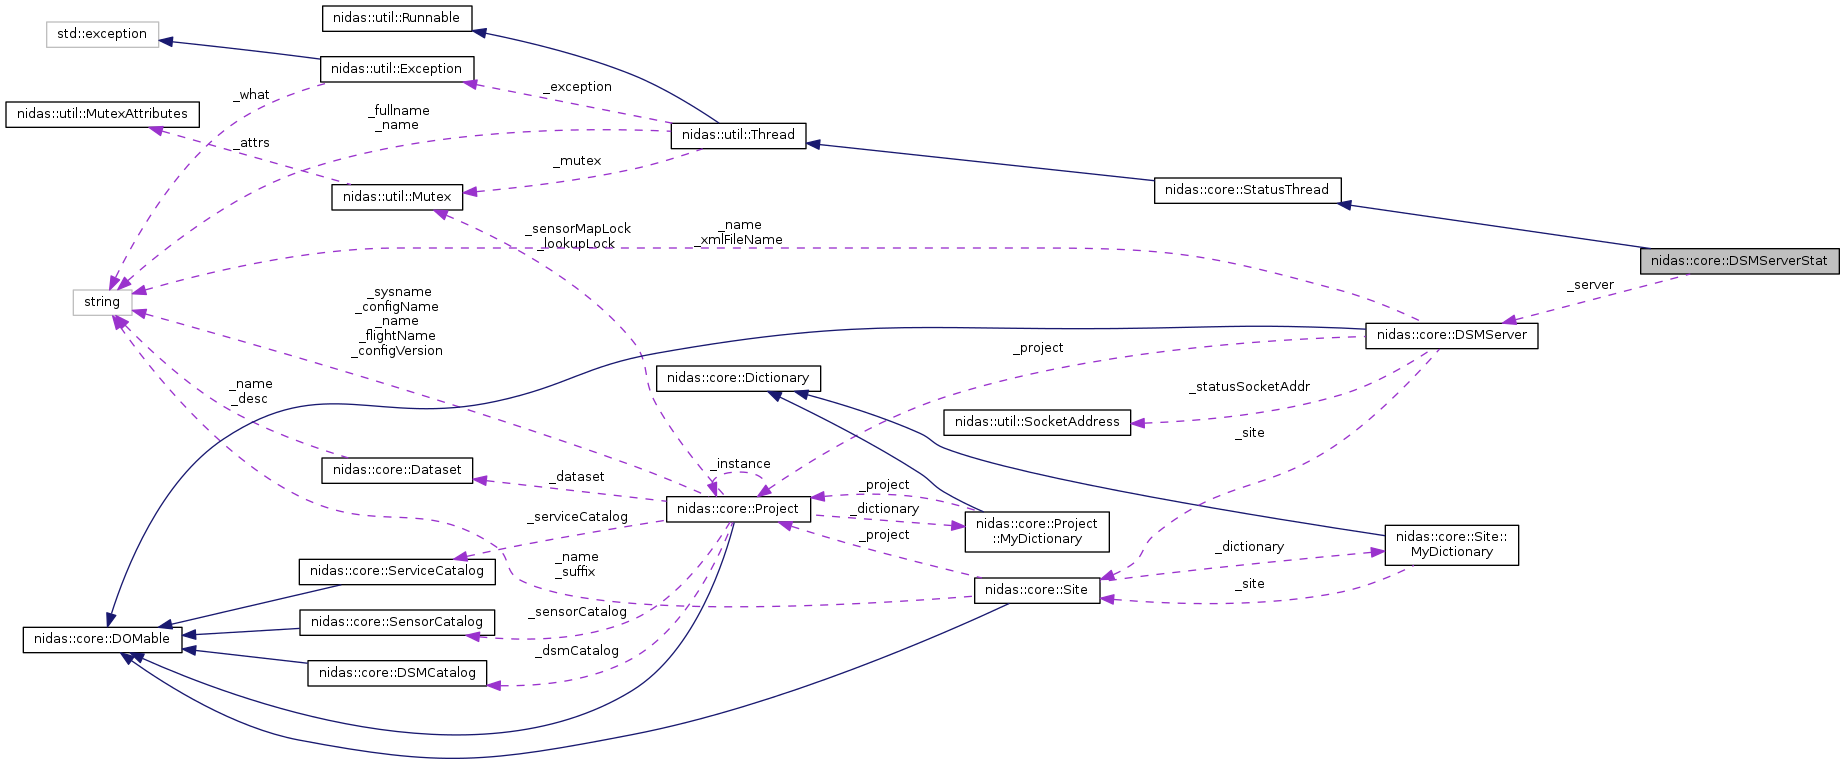 nidas::util::Runnable
std::exception
nidas::util::Exception
_exception
_what
_fullname
_name
nidas::util::MutexAttributes
nidas::util::Thread
_attrs
_mutex
nidas::util::Mutex
nidas::core::StatusThread
_sensorMapLock
_lookupLock
_name
_xmlFileName
nidas::core::DSMServerStat
_server
string
_sysname
_configName
_name
_flightName
_configVersion
nidas::core::DSMServer
_project
nidas::core::Dictionary
_name
_desc
_statusSocketAddr
nidas::util::SocketAddress
_site
nidas::core::Dataset
_dataset
_instance
_project
nidas::core::Project
_dictionary
_serviceCatalog
nidas::core::Project
::MyDictionary
_project
nidas::core::Site::
MyDictionary
_dictionary
_name
_suffix
nidas::core::ServiceCatalog
nidas::core::Site
_site
_sensorCatalog
nidas::core::SensorCatalog
nidas::core::DOMable
_dsmCatalog
nidas::core::DSMCatalog